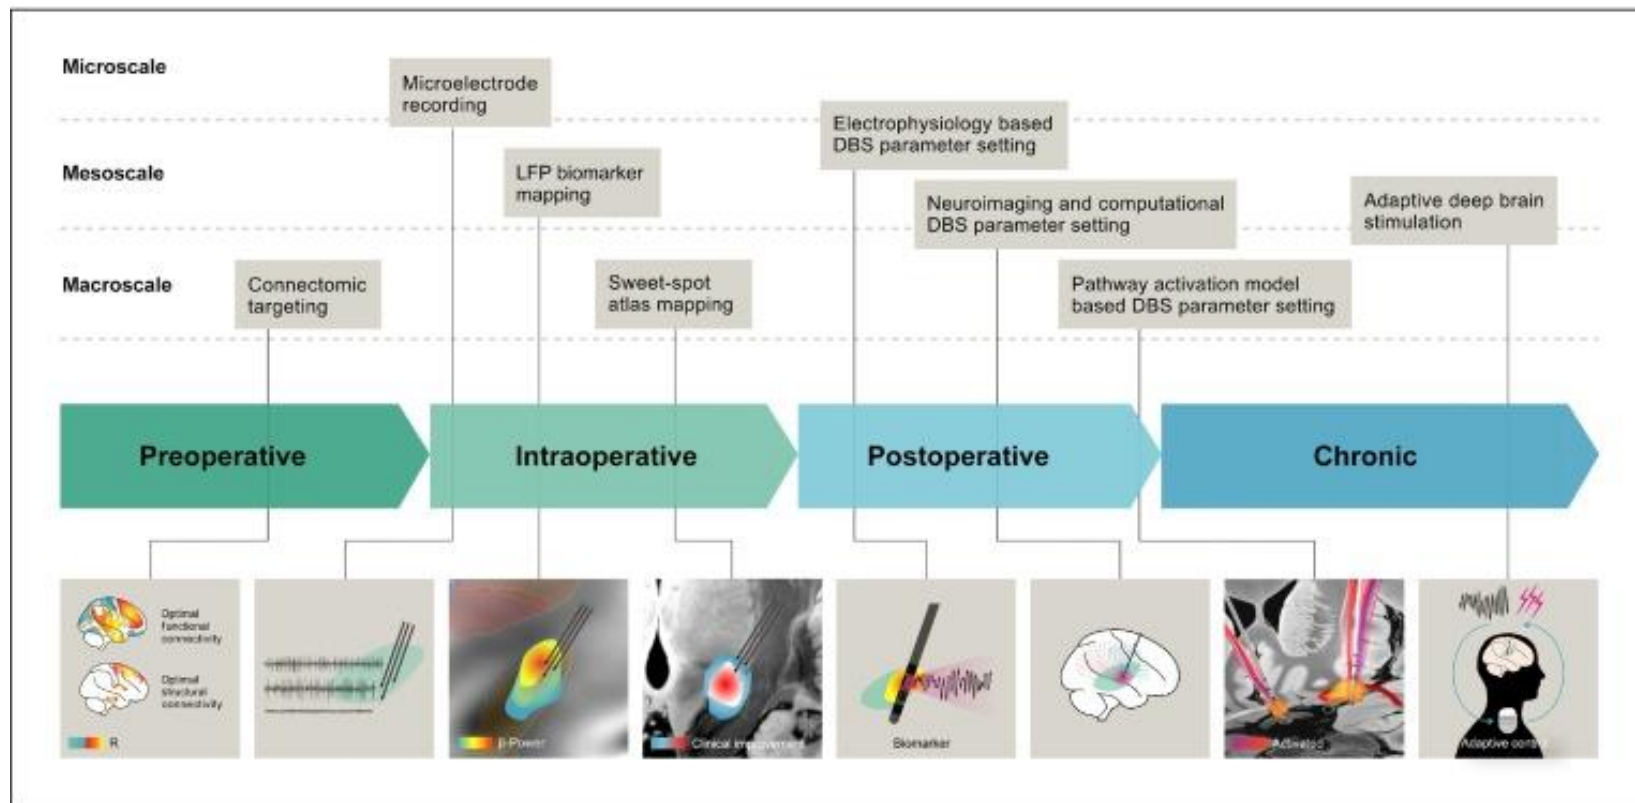 Microscale
Microelectrode
recording
Electrophysiology based
DBS parameter setting
Mesoscale
LFP biomarker
mapping
Neuroimaging and computational
DBS parameter setting
Adaptive deep brain
stimulation
Macroscale
Connectomic
targeting
Sweet-spot
atlas mapping
Pathway activation model
based DBS parameter setting
Preoperative
Intraoperative
Postoperative
Chronic
Optimal
functional
connectivity
Optimal
structural
connectivity
R
β-Power
Clinical improvement
Biomarker
Activated
Adaptive control